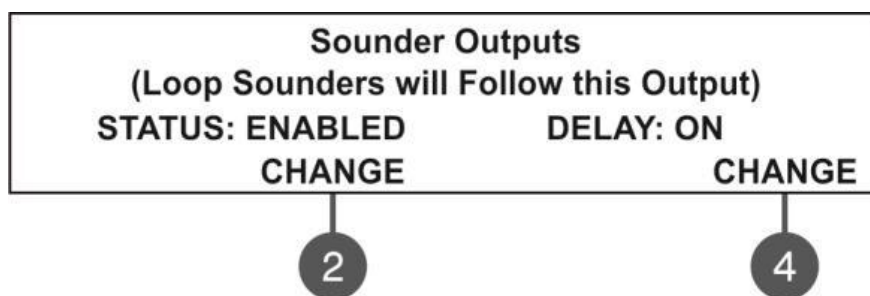 Sounder Outputs
(Loop Sounders will Follow this Output)
STATUS: ENABLED DELAY: ON
CHANGE CHANGE
2 4